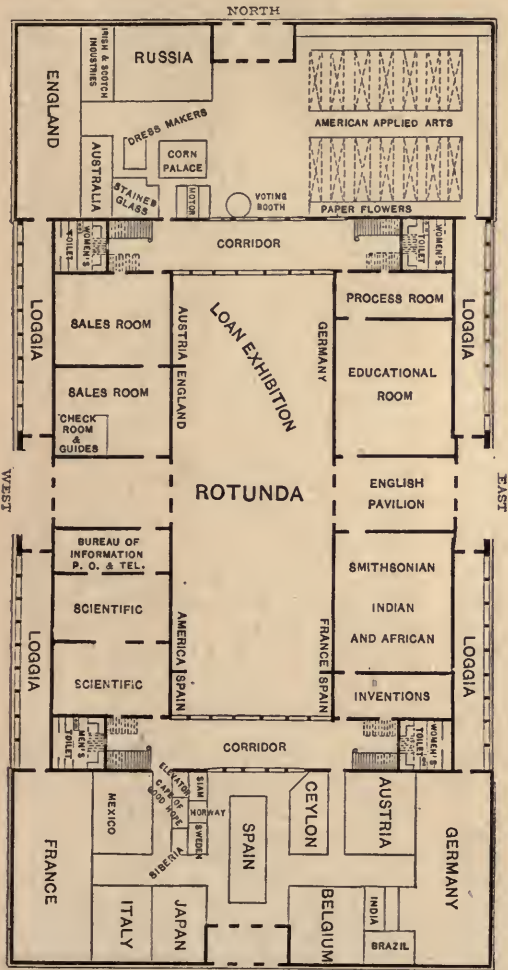 NORTH
IRISH & SCOTCH
INDUSTRIES
RUSSIA
ENGLAND
AMERICAN APPLIED ARTS
DRESS MAKERS
CORN
PALACE
AUSTRALIA
STAINED
GLASS
MOTOR
VOTING
BOOTH
PAPER FLOWERS
WOMEN'S
TOILET
CORRIDOR
WOMEN'S
TOILET
LOGGIA
SALES ROOM
AUSTRIA
LOAN EXHIBITION
GERMANY
PROCESS ROOM
LOGGIA
SALES ROOM
ENGLAND
EDUCATIONAL
ROOM
CHECK
ROOM
&
GUIDES
WEST
ROTUNDA
ENGLISH
PAVILION
EAST
BUREAU OF
INFORMATION
P. O. & TEL.
SMITHSONIAN
INDIAN
AND AFRICAN
LOGGIA
SCIENTIFIC
AMERICA
FRANCE
LOGGIA
SCIENTIFIC
SPAIN
SPAIN
INVENTIONS
MEN'S
TOILET
CORRIDOR
WOMEN'S
TOILET
ELEVATOR
CAPE OF
GOOD HOPE
SIAM
NORWAY
SWEDEN
SIBERIA
MEXICO
FRANCE
SPAIN
CEYLON
AUSTRIA
GERMANY
ITALY
JAPAN
BELGIUM
INDIA
BRAZIL